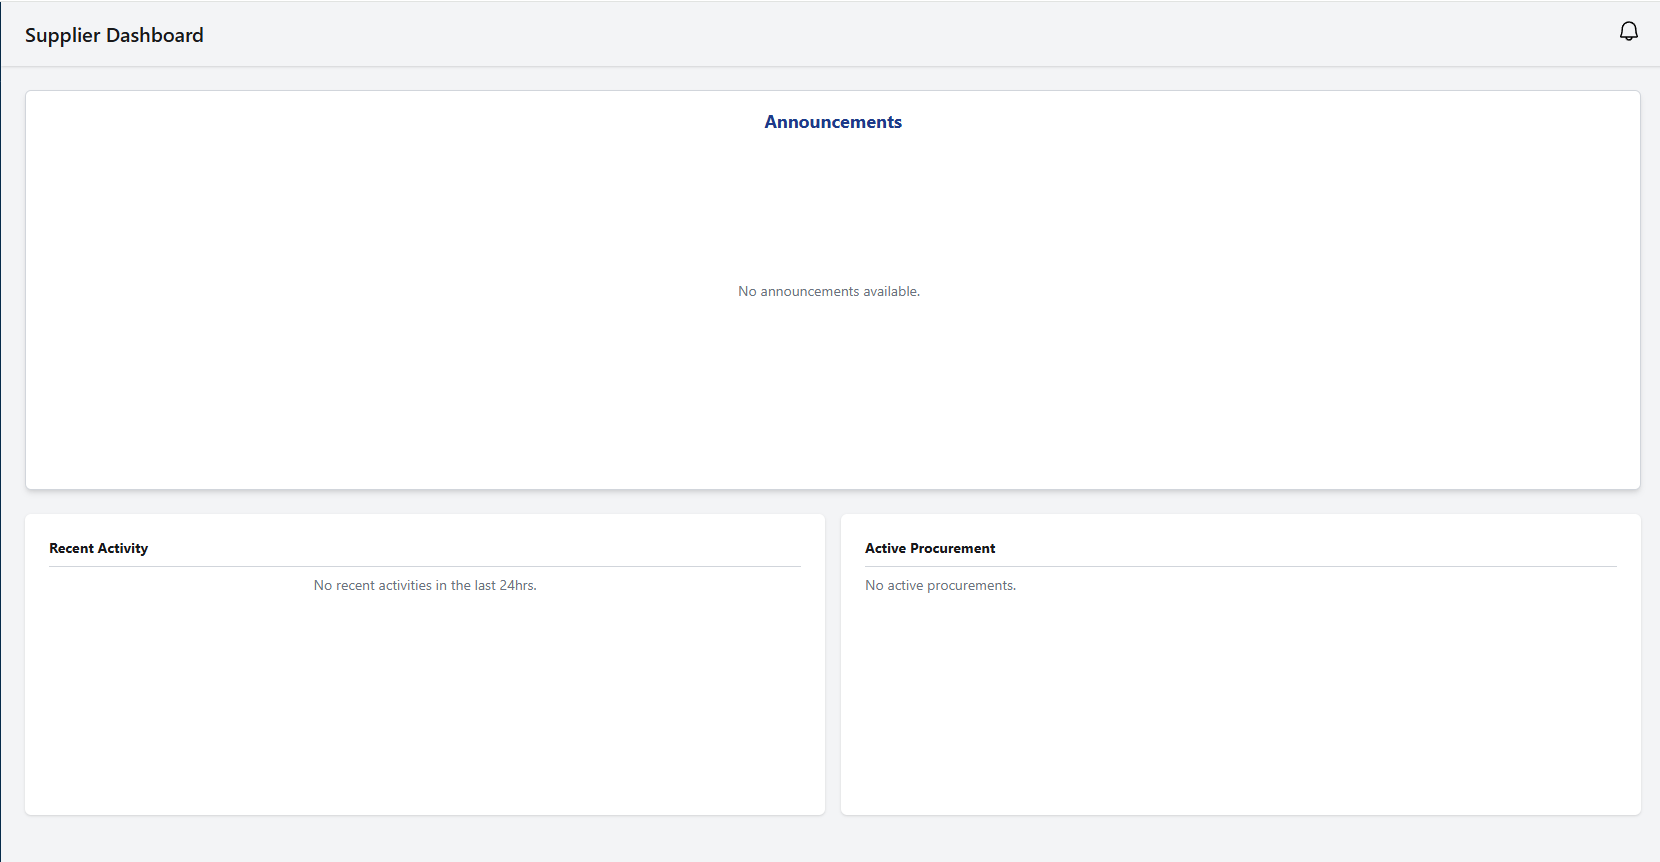 Supplier Dashboard
Announcements
No announcements available.
Recent Activity
No recent activities in the last 24hrs.
Active Procurement
No active procurements.